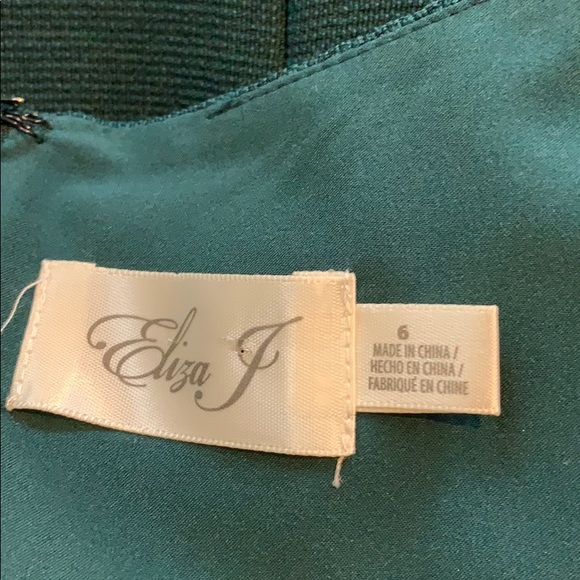 Eliza J
6
MADE IN CHINA /
HECHO EN CHINA /
FABRIQUÉ EN CHINE